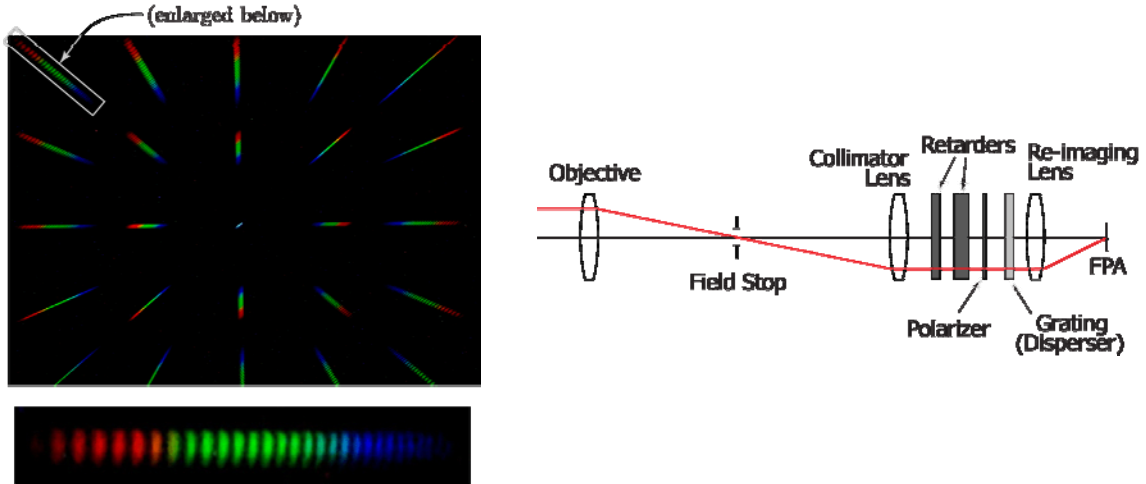 (enlarged below)
Objective
Field Stop
Collimator
Lens
Retarders
Re-imaging
Lens
Polarizer
Grating
(Disperser)
FPA